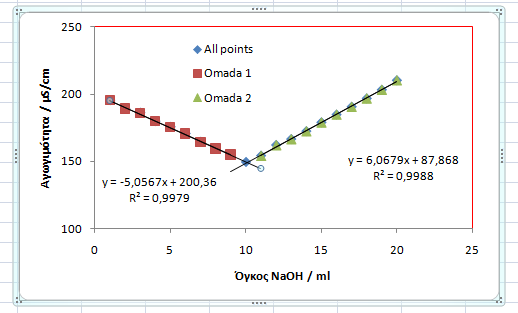 250
200
150
100
0
5
10
15
20
25
Αγωγιμότητα / μS/cm
Όγκος NaOH / ml
All points
Omada 1
Omada 2
y = -5,0567x + 200,36
R² = 0,9979
y = 6,0679x + 87,868
R² = 0,9988